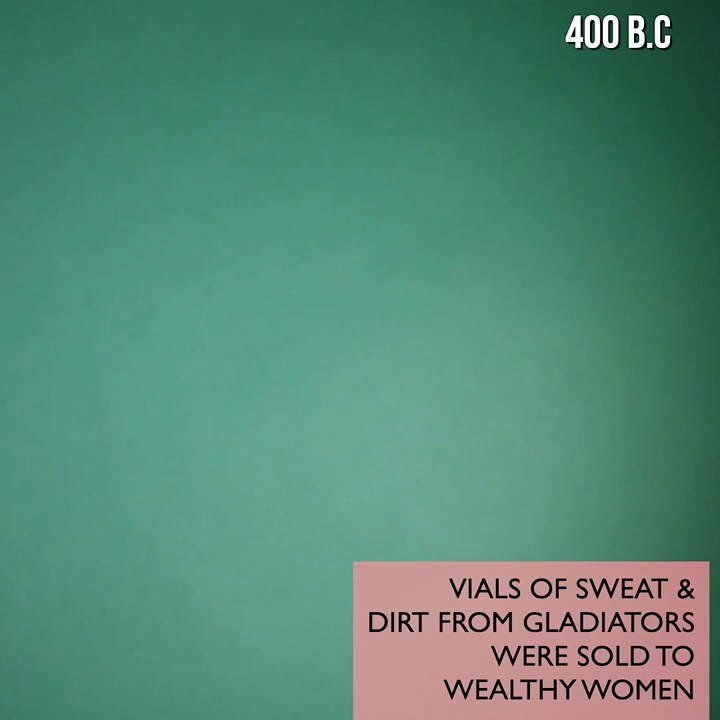 400 B.C
VIALS OF SWEAT &
DIRT FROM GLADIATORS
WERE SOLD TO
WEALTHY WOMEN